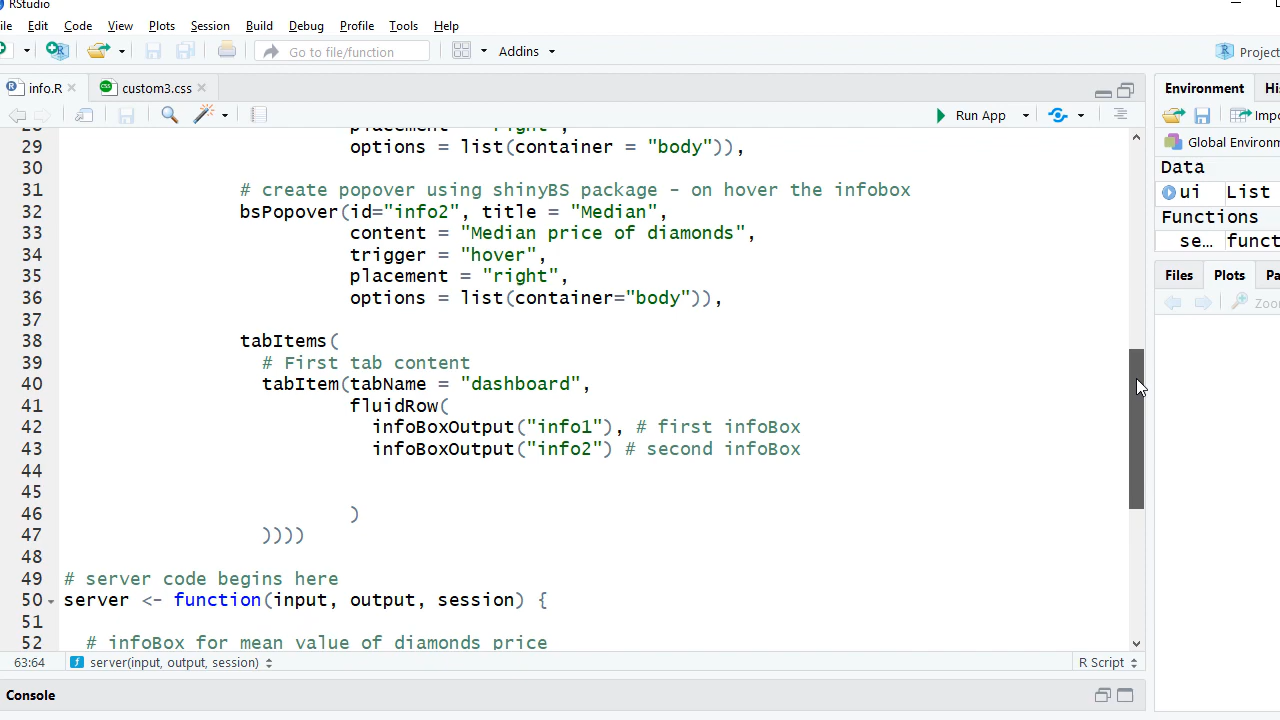 RStudio
ile Edit Code View Plots Session Build Debug Profile Tools Help
Go to file/function Addins Project
info.R custom3.css
Run App
28 placement = "right",
29 options = list(container = "body")),
30
31 # create popover using shinyBS package - on hover the infobox
32 bsPopover(id="info2", title = "Median",
33 content = "Median price of diamonds",
34 trigger = "hover",
35 placement = "right",
36 options = list(container="body")),
37
38 tabItems(
39 # First tab content
40 tabItem(tabName = "dashboard",
41 fluidRow(
42 infoBoxOutput("info1"), # first infoBox
43 infoBoxOutput("info2") # second infoBox
44
45
46 )
47 ))))
48
49 # server code begins here
50 server <- function(input, output, session) {
51
52 # infoBox for mean value of diamonds price
63:64 server(input, output, session) R Script
Console
Environment Hi
Impo
Global Environm
Data
ui List
Functions
se… funct
Files Plots Pa
Zoo